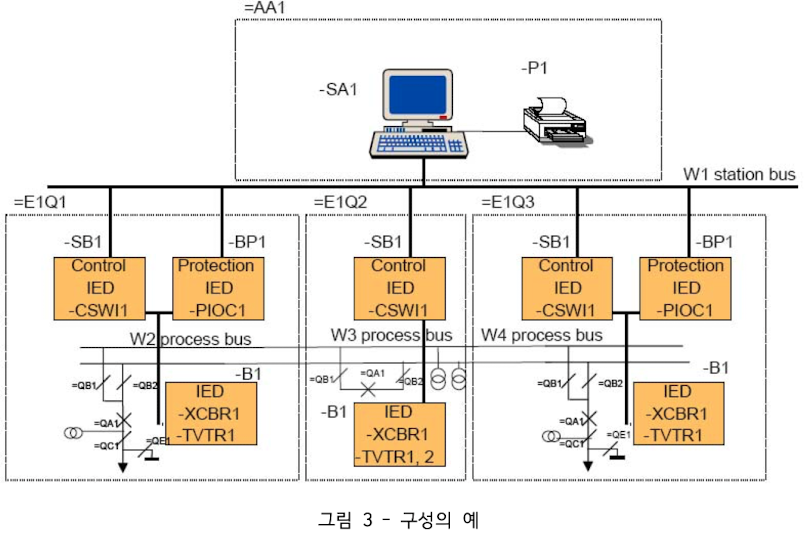 =AA1
-SA1
-P1
W1 station bus
=E1Q1
=E1Q2
=E1Q3
-SB1
-BP1
-SB1
-SB1
-BP1
Control
IED
-CSWI1
Protection
IED
-PIOC1
Control
IED
-CSWI1
Control
IED
-CSWI1
Protection
IED
-PIOC1
W2 process bus
W3 process bus
W4 process bus
=QB1
=QB2
-B1
=QA1
=QC1
=QE1
IED
-XCBR1
-TVTR1
=QB1
=QA1
=QB2
-B1
IED
-XCBR1
-TVTR1, 2
=QB1
=QB2
-B1
=QA1
=QC1
=QE1
IED
-XCBR1
-TVTR1
그림 3 - 구성의 예